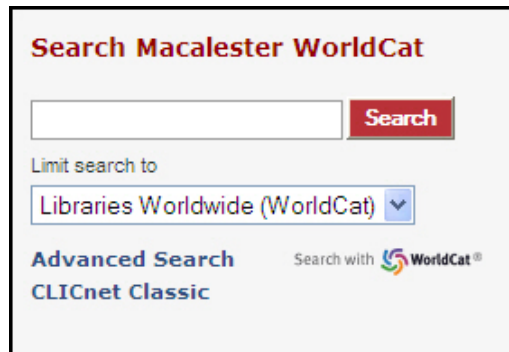 Search Macalester WorldCat
Search
Limit search to
Libraries Worldwide (WorldCat)
Advanced Search
Search with WorldCat®
CLICnet Classic